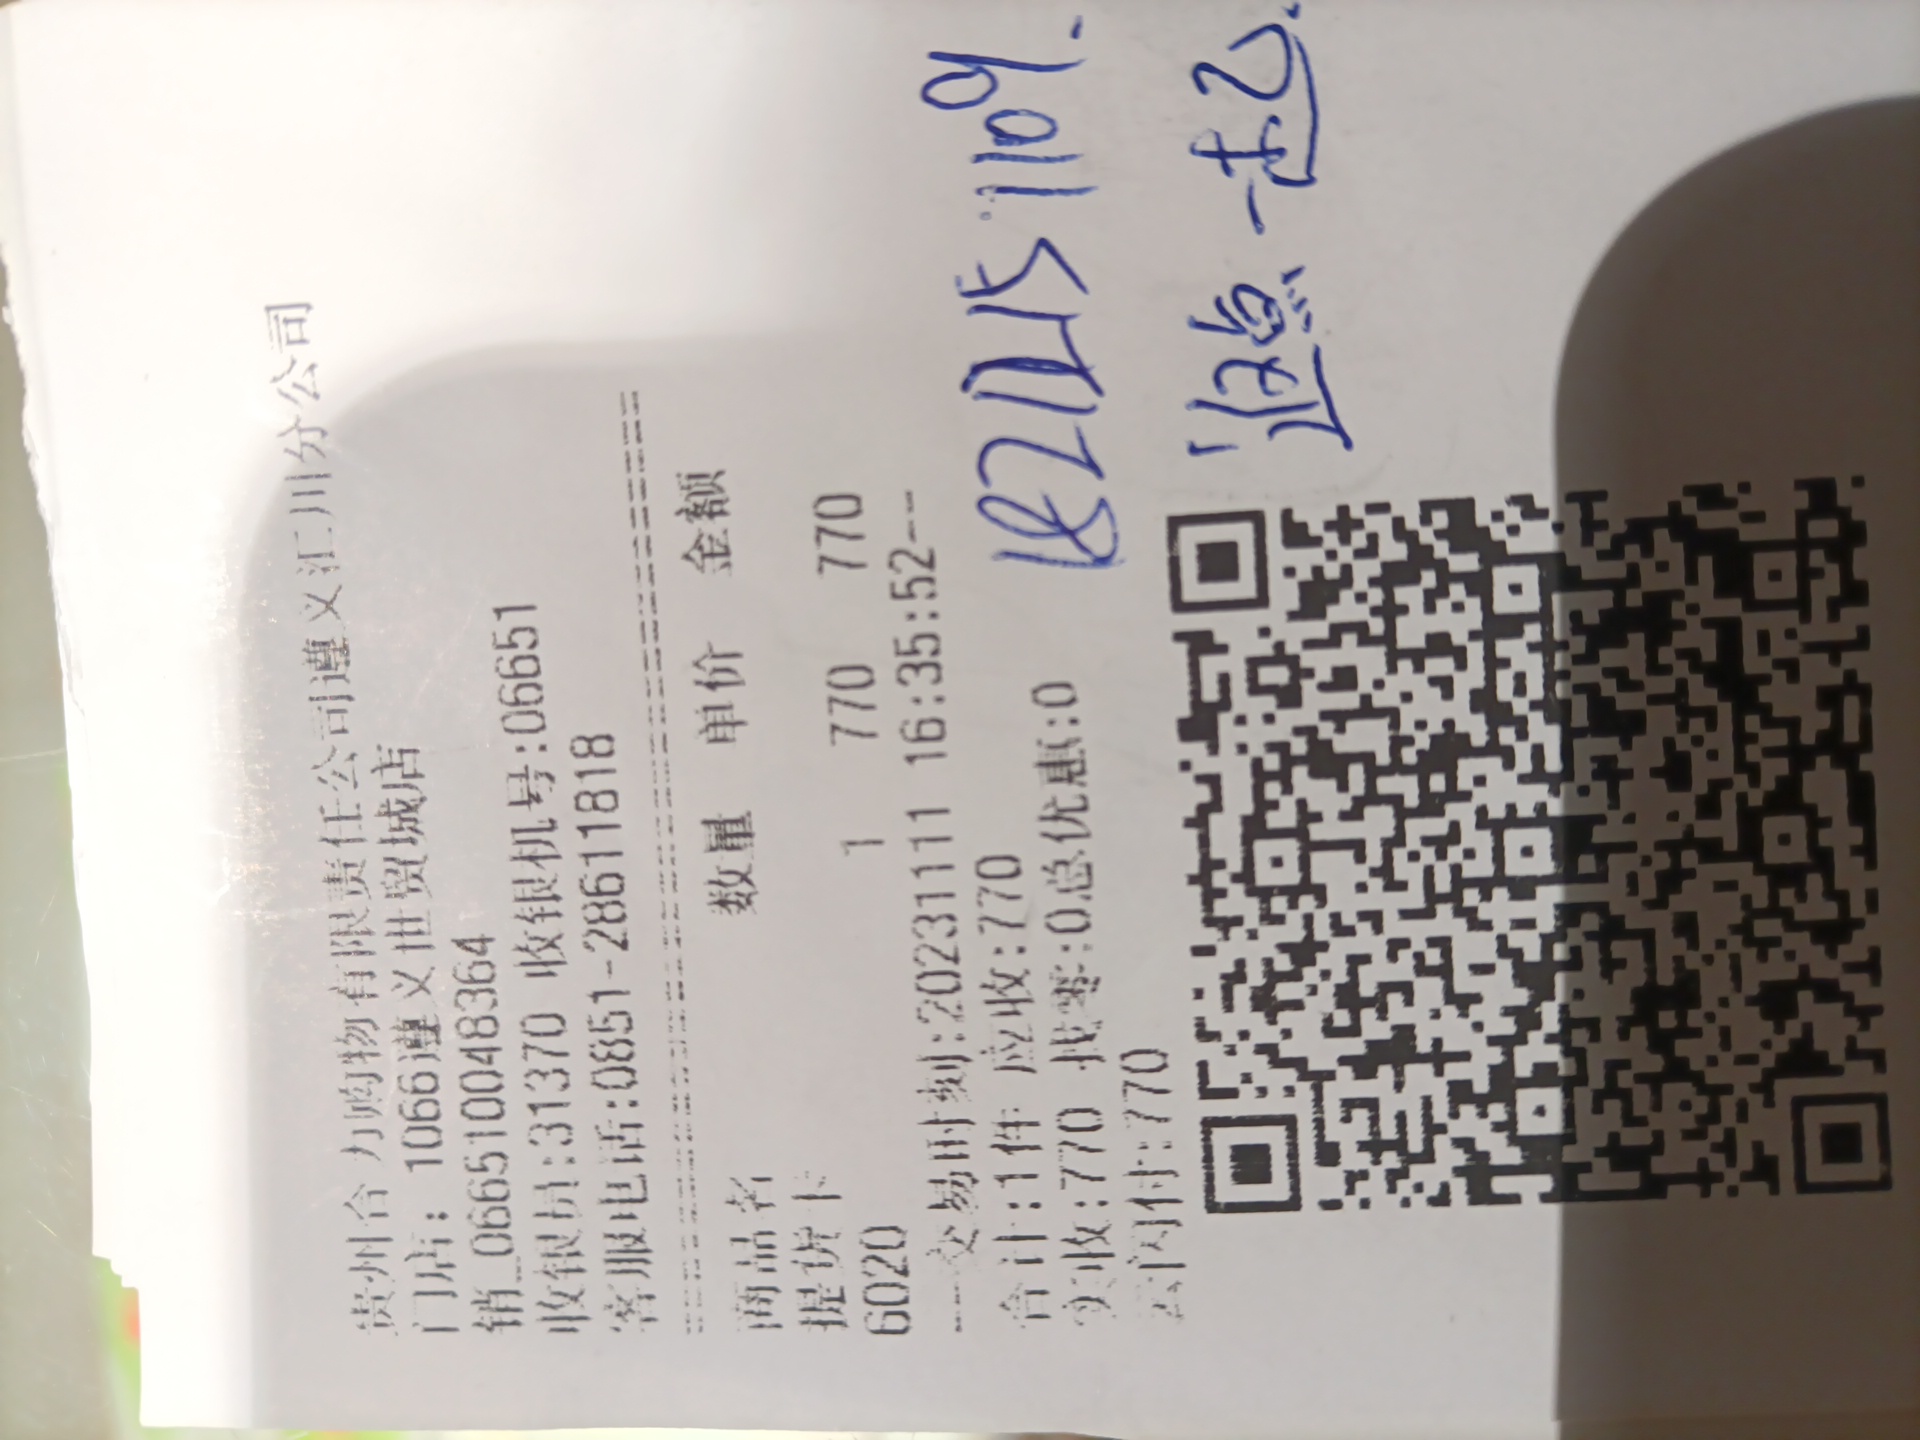 贵州合力购物有限责任公司遵义汇川分公司
门店：1066遵义世贸城店
销_066510048364
收银员:31370 收银机号:06651
客服电话:0851-28611818
商品名 数量 单价 金额
提货卡
6020 1 770 770
---交易时刻:20231111 16:35:52--
合计:1件 应收:770
实收:770 找零:0总优惠:0
云闪付:770
一起